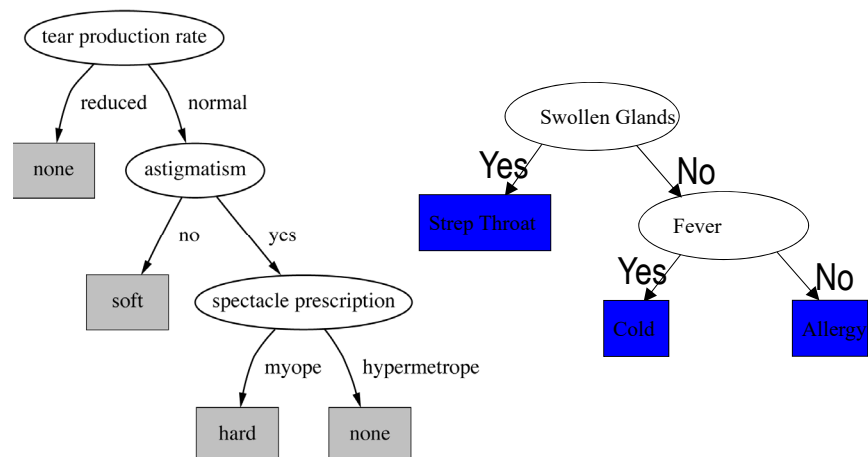 tear production rate
reduced
normal
none
astigmatism
no
yes
soft
spectacle prescription
myope
hypermetrope
hard
none
Swollen Glands
Yes
No
Strep Throat
Fever
Yes
No
Cold
Allergy